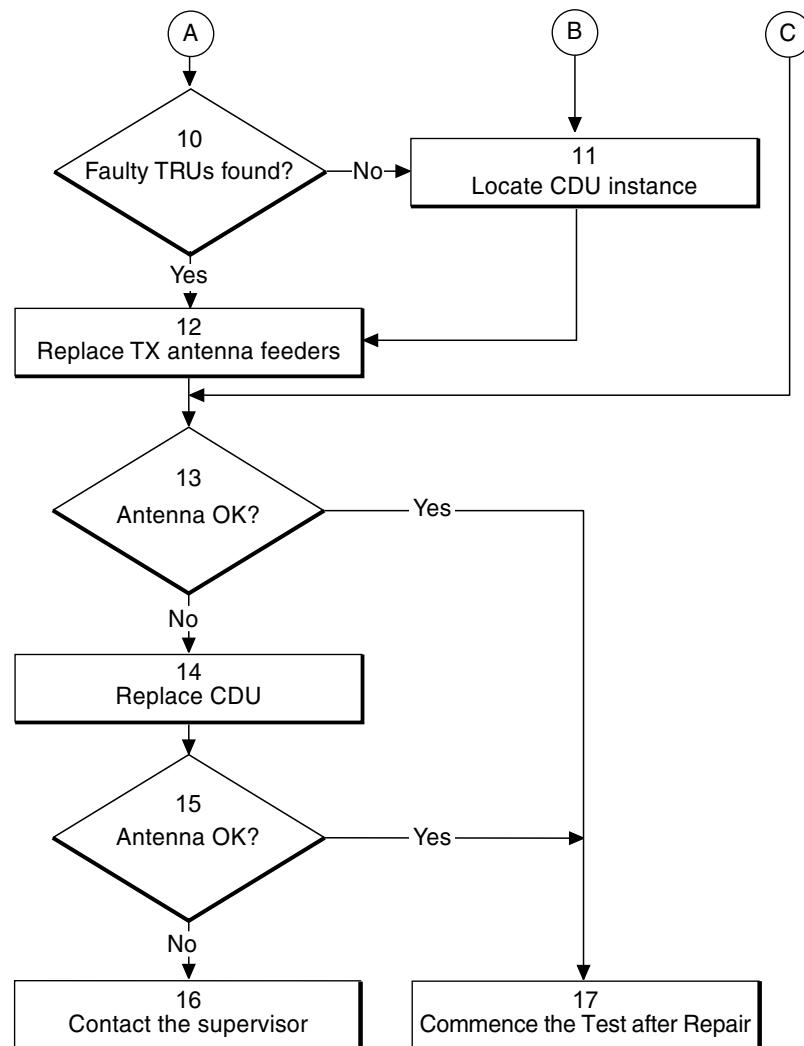 A
B
C
10
Faulty TRUs found?
No
11
Locate CDU instance
Yes
12
Replace TX antenna feeders
13
Antenna OK?
Yes
No
14
Replace CDU
15
Antenna OK?
Yes
No
16
Contact the supervisor
17
Commence the Test after Repair